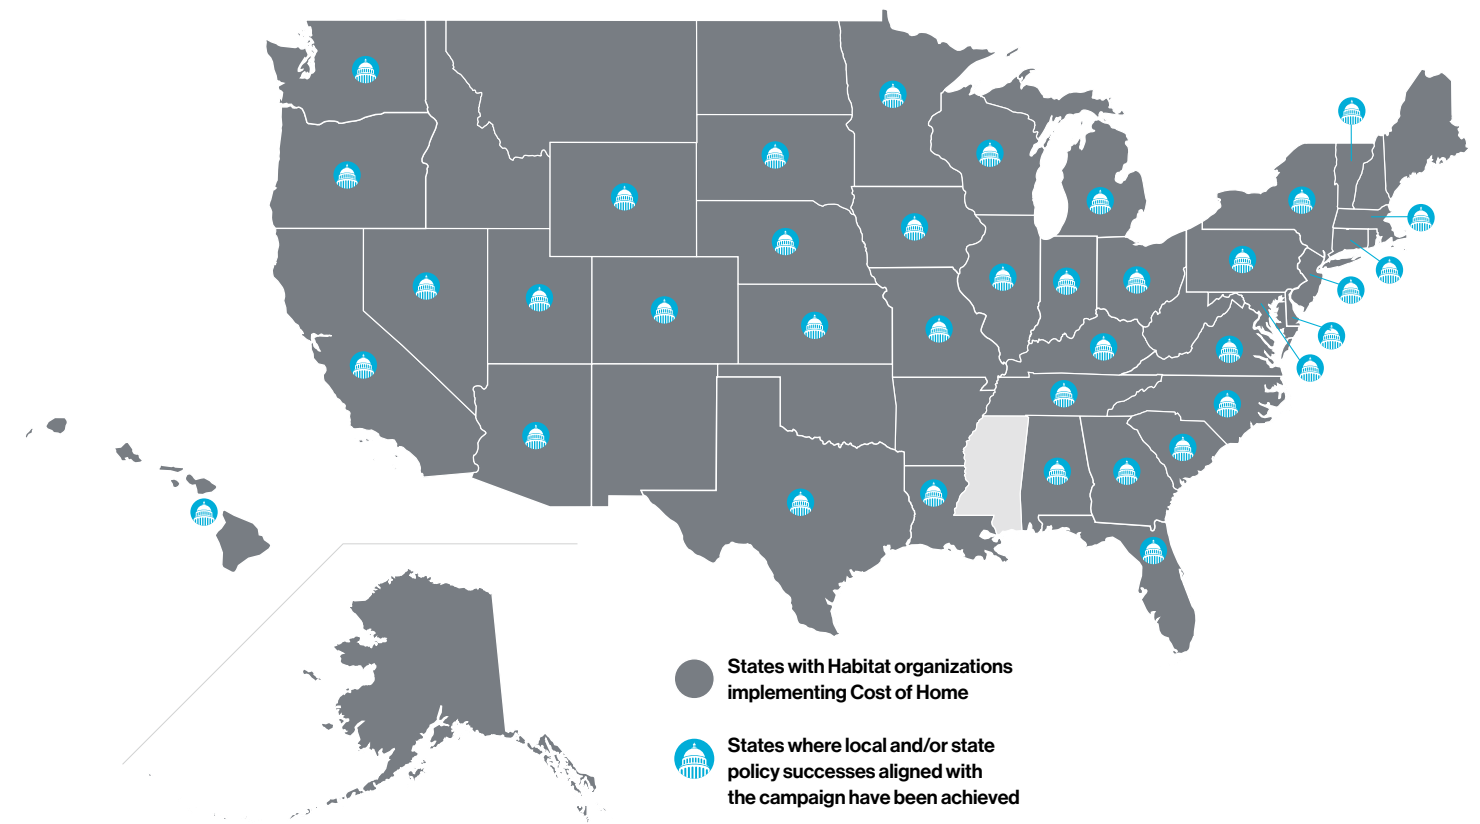 States with Habitat organizations
implementing Cost of Home
States where local and/or state
policy successes aligned with
the campaign have been achieved